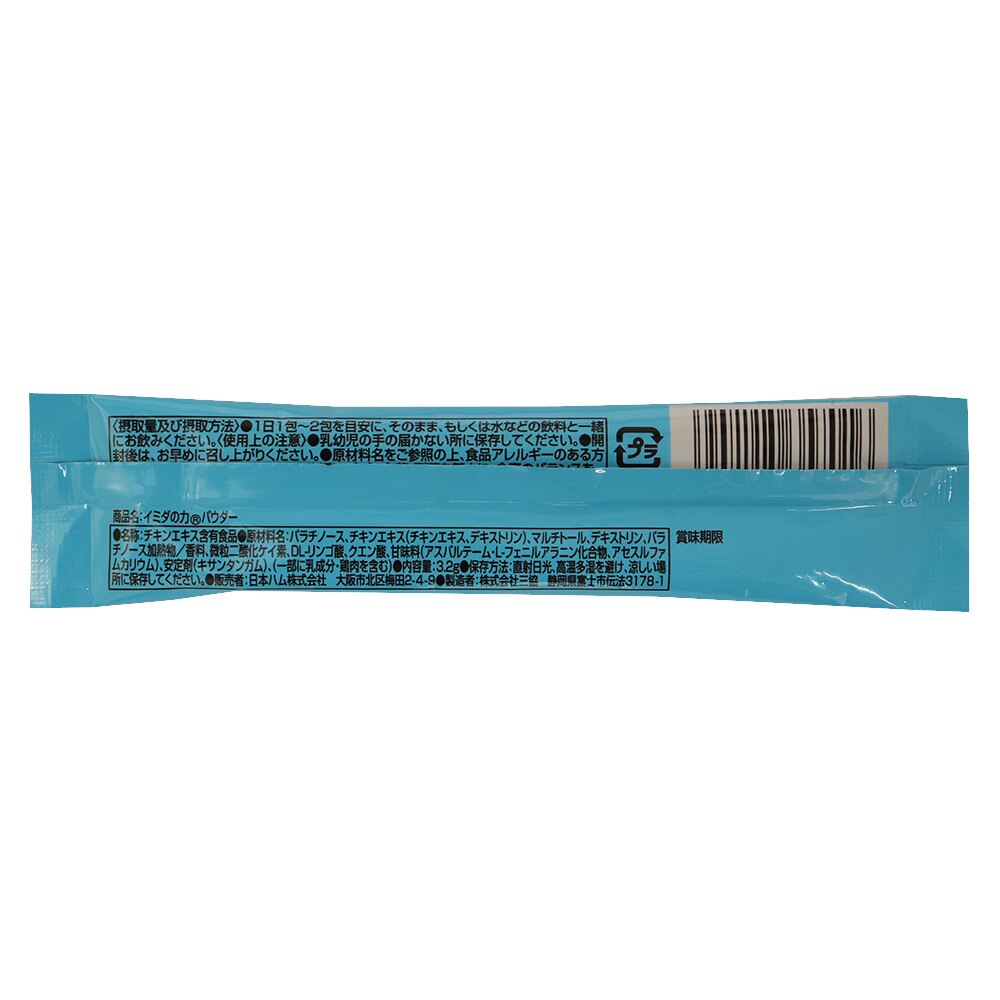 〈摂取量及び摂取方法〉●1日1包~2包を目安に、そのまま、もしくは水などの飲料と一緒
にお飲みください。〈使用上の注意〉●乳幼児の手の届かない所に保存してください。●開
封後は、お早めに召し上がりください。●原材料名をご参照の上、食品アレルギーのある方
プラ
商品名:イミダの力®パウダー
●名称:チキンエキス含有食品●原材料名:パラチノース、チキンエキス(チキンエキス、デキストリン)、マルチトール、デキストリン、パラ
チノース加熱物/香料、微粒二酸化ケイ素、DL-リンゴ酸、クエン酸、甘味料(アスパルテーム・L-フェニルアラニン化合物、アセスルファ
ムカリウム)、安定剤(キサンタンガム)、(一部に乳成分・鶏肉を含む)●内容量:3.2g●保存方法:直射日光、高温多湿を避け、涼しい場
所に保存してください。●販売者:日本ハム株式会社 大阪市北区梅田2-4-9●製造者:株式会社三協 静岡県富士市伝法3178-1
賞味期限